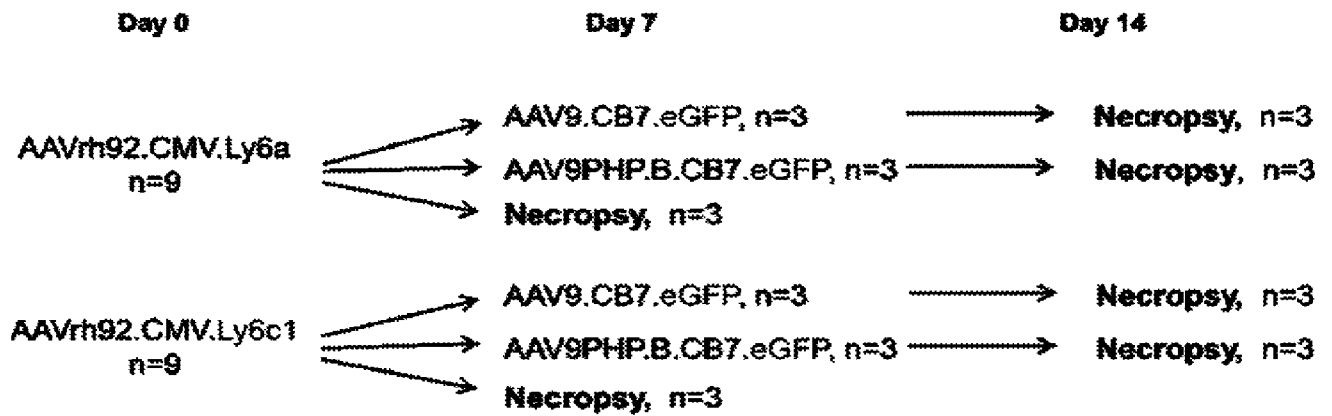 Day 0 Day 7 Day 14
AAV9.CB7.eGFP, n=3 Necropsy, n=3
AAVrh92.CMV.Ly6a
n=9
AAV9PHP.B.CB7.eGFP, n=3 Necropsy, n=3
Necropsy, n=3
AAV9.CB7.eGFP, n=3 Necropsy, n=3
AAVrh92.CMV.Ly6c1
n=9
AAV9PHP.B.CB7.eGFP, n=3 Necropsy, n=3
Necropsy, n=3